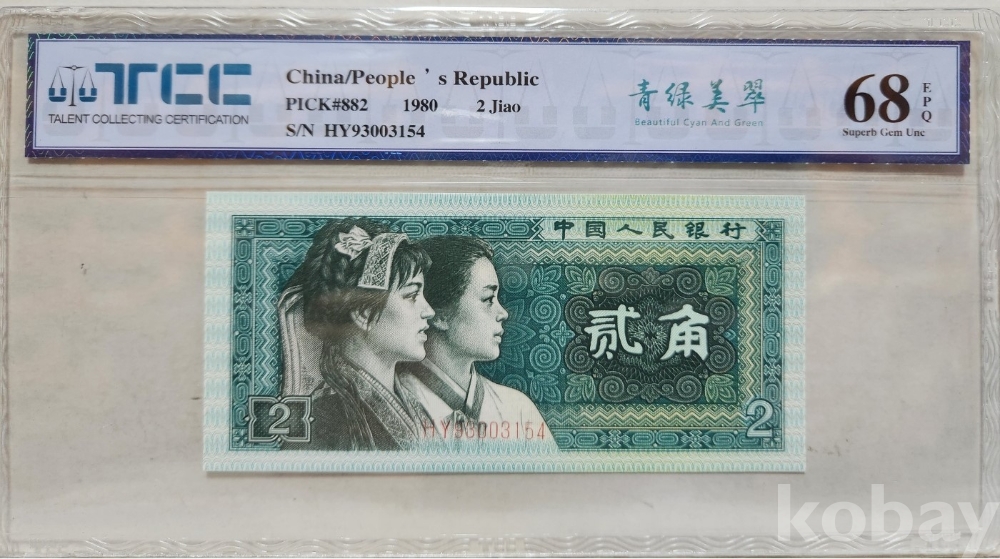 TCC
TALENT COLLECTING CERTIFICATION
China/People ' s Republic
PICK#882 1980 2 Jiao
S/N HY93003154
青绿美翠
Beautiful Cyan And Green
68 EPQ
Superb Gem Unc
中国人民银行
贰角
2
HY93003154
2
kobay